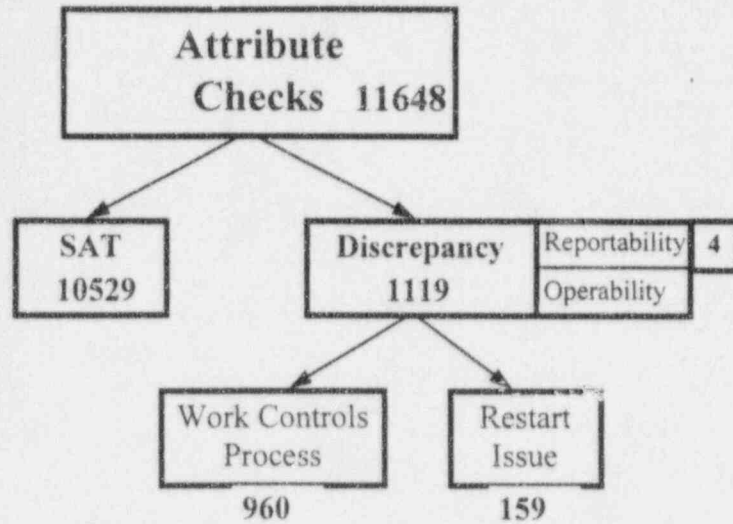 Attribute
Checks 11648
SAT
10529
Discrepancy
1119
Reportability 4
Operability
Work Controls
Process
960
Restart
Issue
159